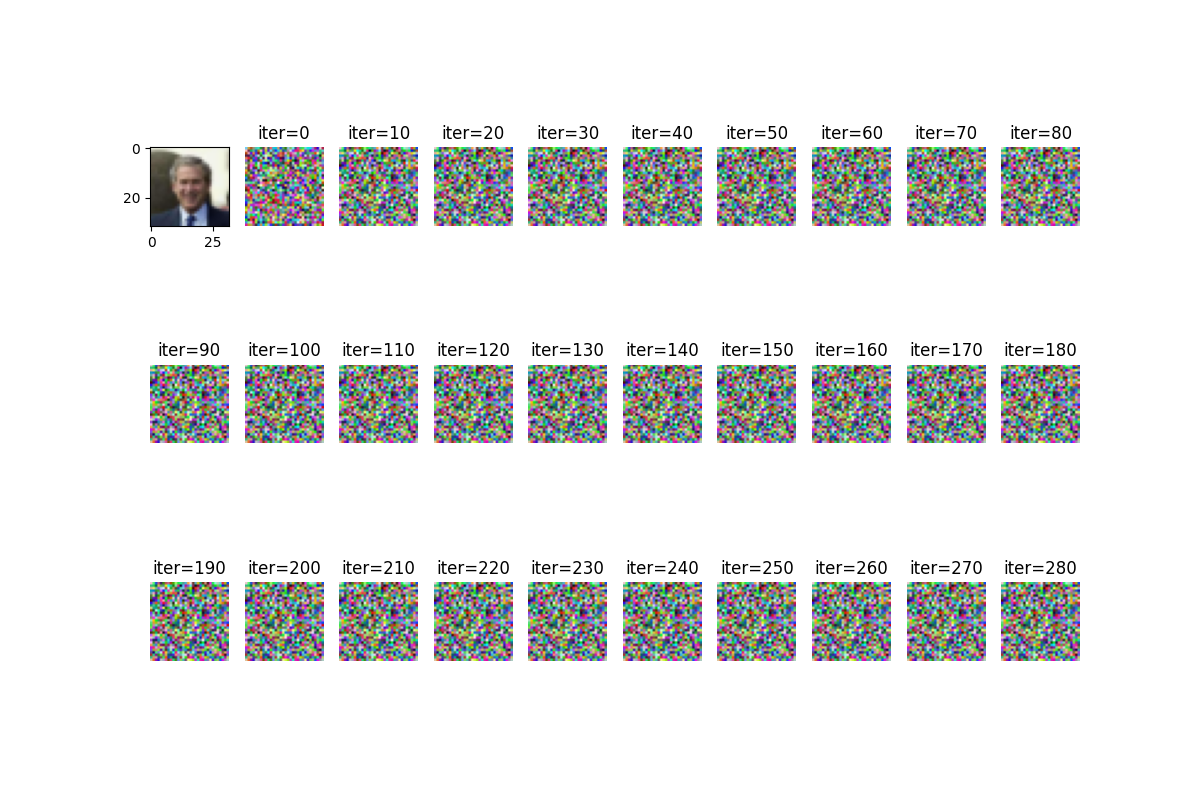 iter=0 iter=10 iter=20 iter=30 iter=40 iter=50 iter=60 iter=70 iter=80
0
20
0 25
iter=90 iter=100 iter=110 iter=120 iter=130 iter=140 iter=150 iter=160 iter=170 iter=180
iter=190 iter=200 iter=210 iter=220 iter=230 iter=240 iter=250 iter=260 iter=270 iter=280